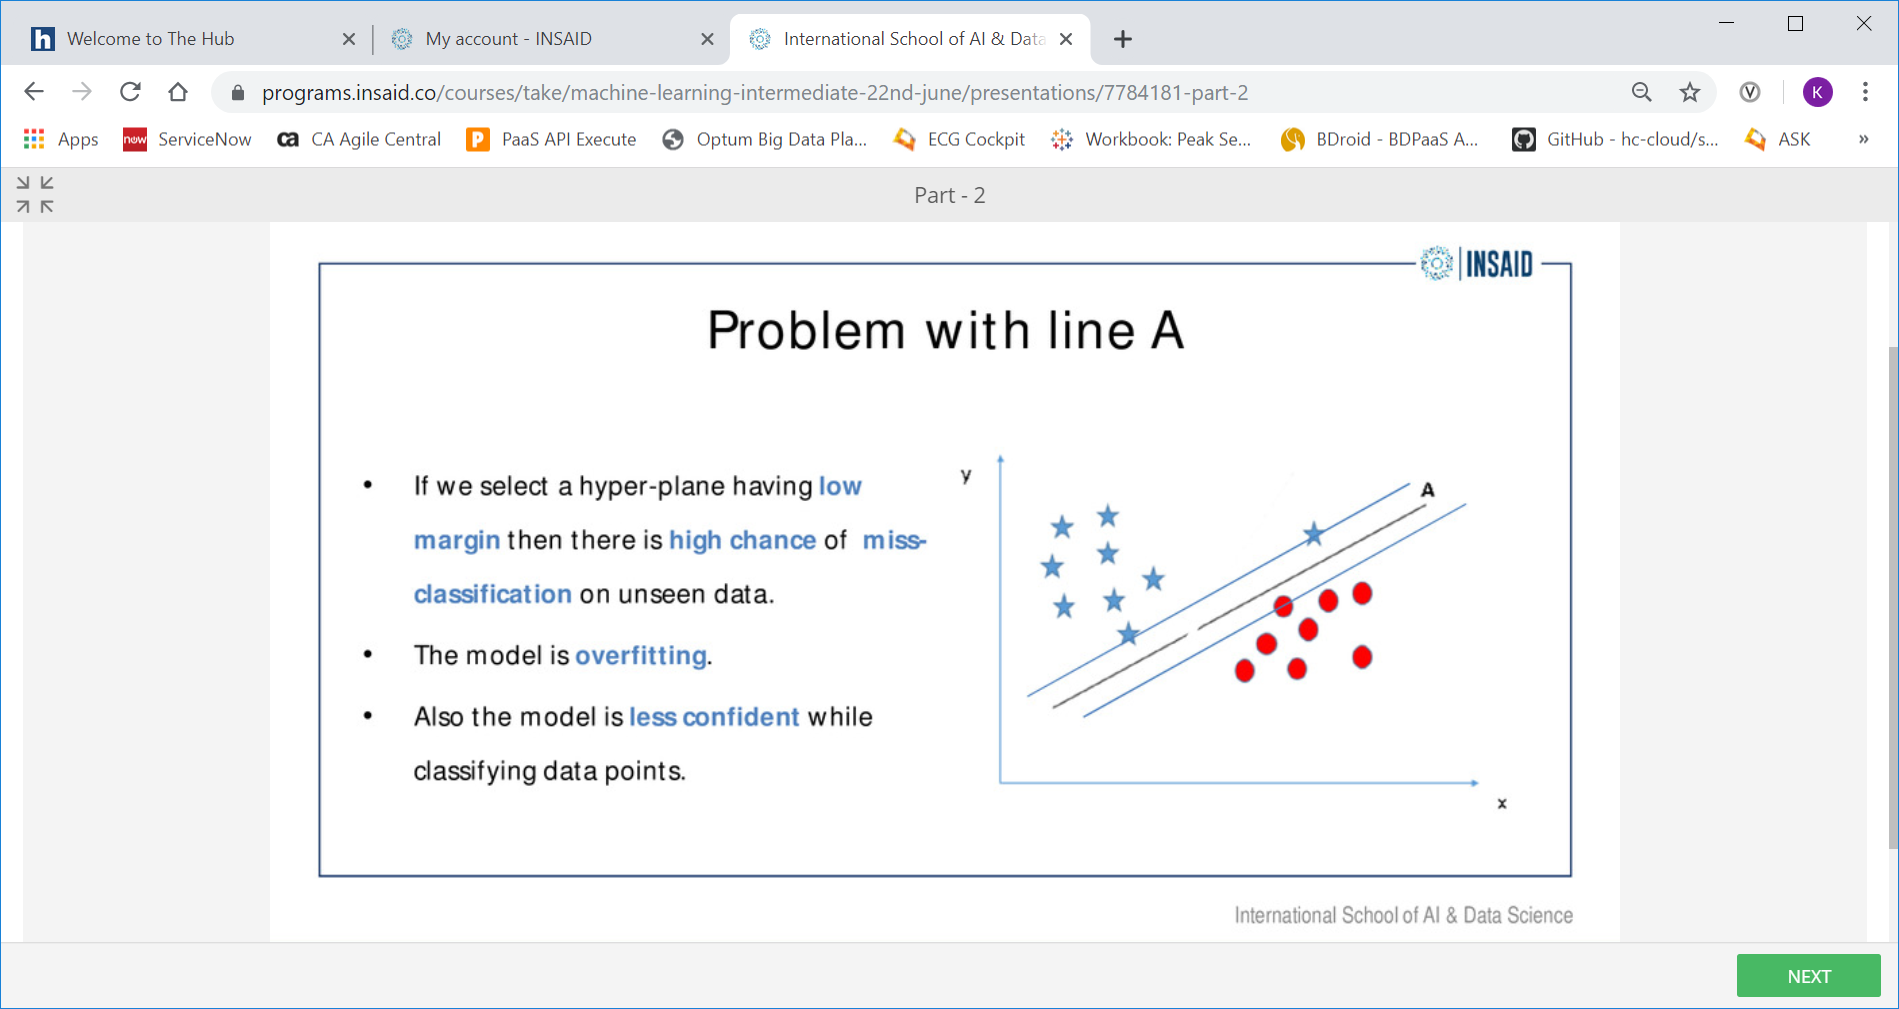 Welcome to The Hub
My account - INSAID
International School of AI & Data
programs.insaid.co/courses/take/machine-learning-intermediate-22nd-june/presentations/7784181-part-2
K
Apps
now ServiceNow
ca CA Agile Central
P PaaS API Execute
Optum Big Data Pla...
ECG Cockpit
Workbook: Peak Se...
BDroid - BDPaaS A...
GitHub - hc-cloud/s...
ASK
»
Part - 2
INSAID
Problem with line A
• If we select a hyper-plane having low
margin then there is high chance of miss-
classification on unseen data.
• The model is overfitting.
• Also the model is less confident while
classifying data points.
y
A
x
International School of AI & Data Science
NEXT